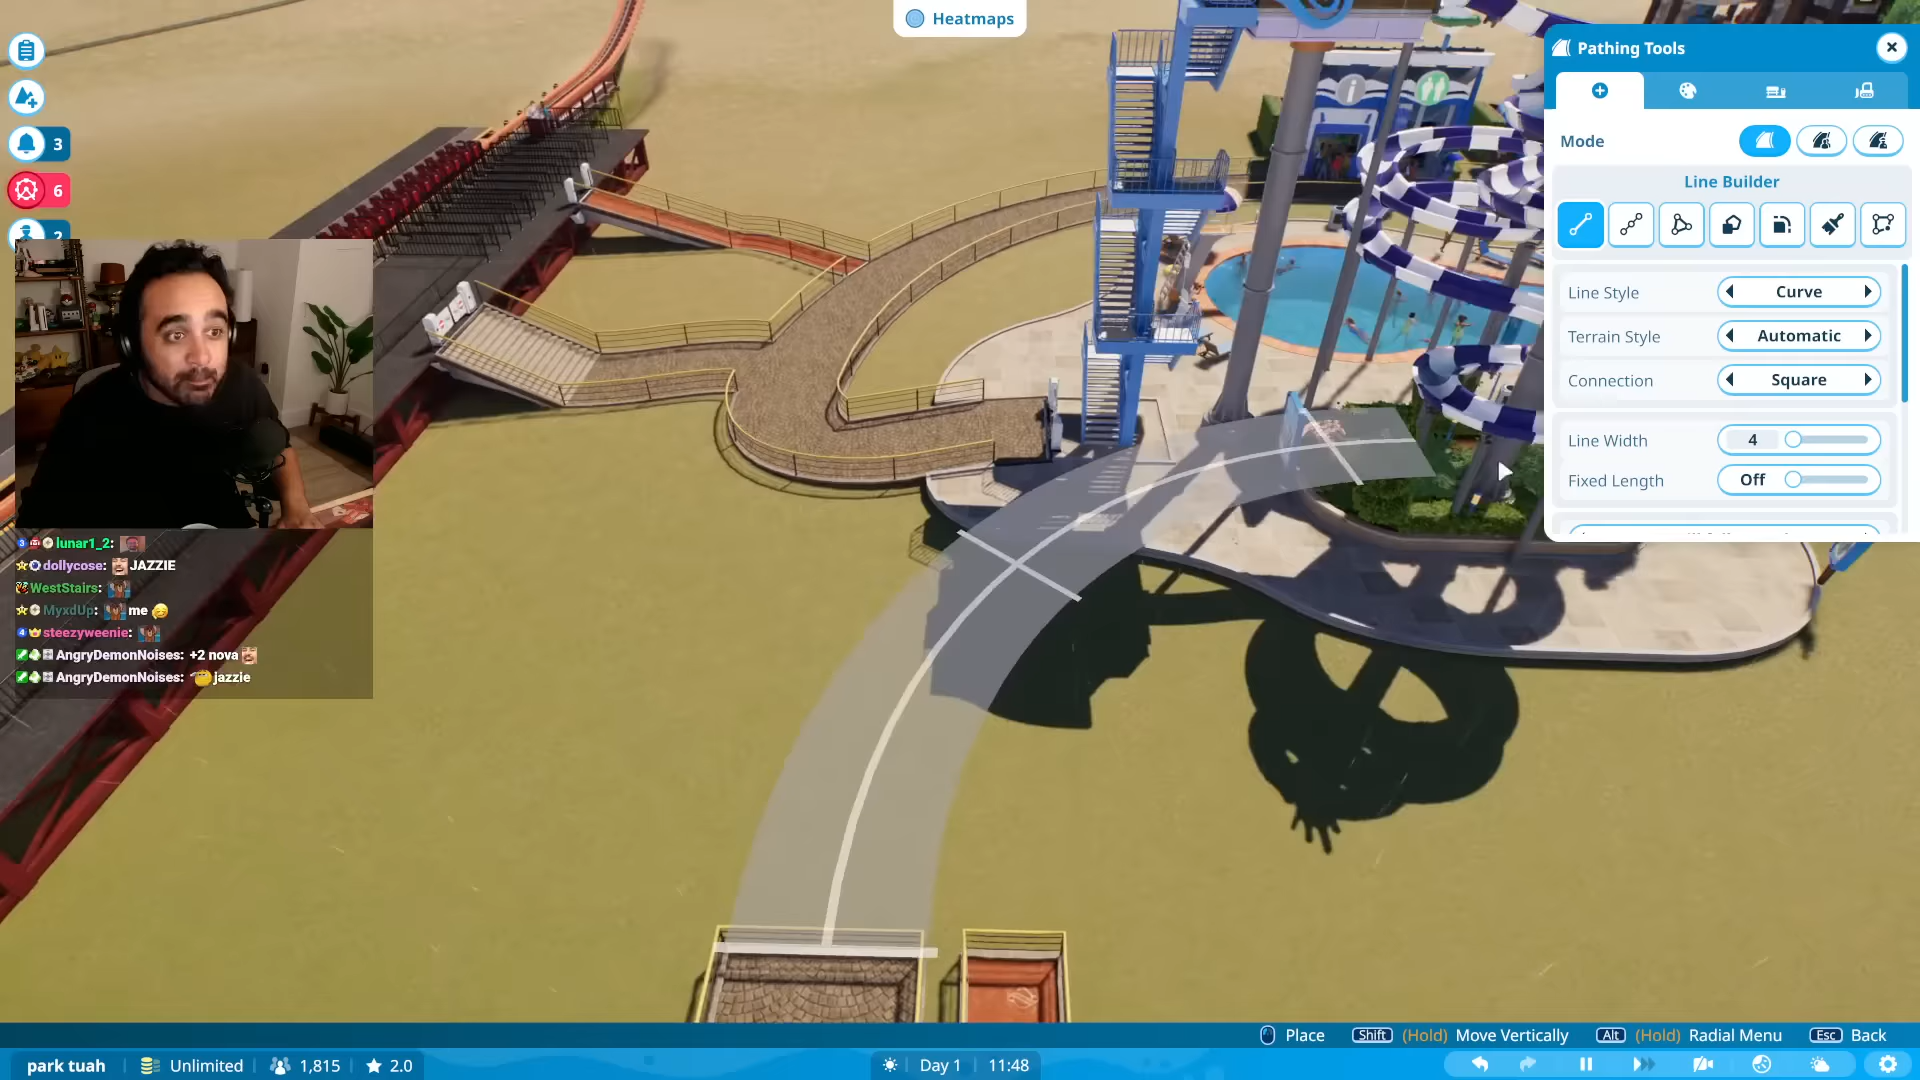 Heatmaps
Pathing Tools
3
6
2
Mode
Line Builder
Line Style
Curve
Terrain Style
Automatic
Connection
Square
Line Width
4
Fixed Length
Off
lunar1_2:
dollycose: JAZZIE
WestStairs:
MyxdUp: me
steezyweenie:
AngryDemonNoises: +2 nova
AngryDemonNoises: jazzie
Place
Shift (Hold) Move Vertically
Alt (Hold) Radial Menu
Esc Back
park tuah
Unlimited
1,815
2.0
Day 1
11:48